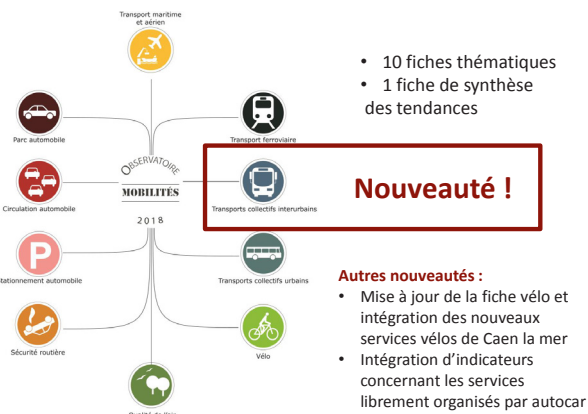 Transport maritime
et aérien
• 10 fiches thématiques
• 1 fiche de synthèse
des tendances
Parc automobile
Transport ferroviaire
OBSERVATOIRE
MOBILITÉS
2018
Circulation automobile
Transports collectifs interurbains
Nouveauté !
Stationnement automobile
P
Transports collectifs urbains
Sécurité routière
Vélo
Autres nouveautés :
• Mise à jour de la fiche vélo et
intégration des nouveaux
services vélos de Caen la mer
• Intégration d’indicateurs
concernant les services
librement organisés par autocar